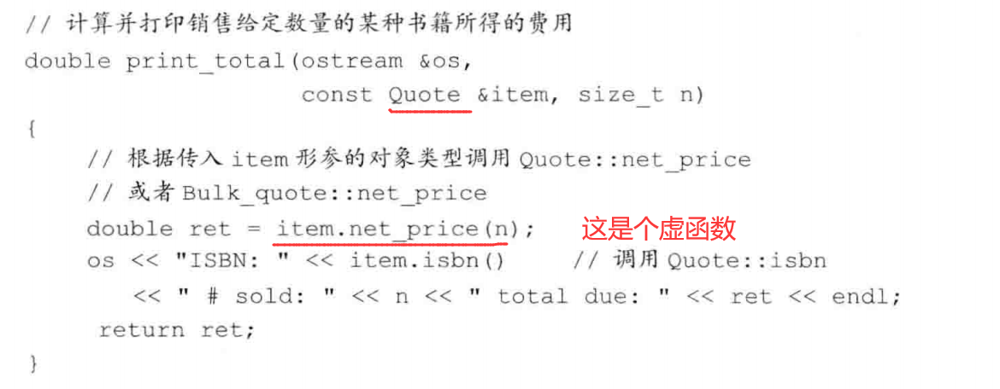 // 计算并打印销售给定数量的某种书籍所得的费用
double print_total(ostream &os,
const Quote &item, size_t n)
{
// 根据传入 item 形参的对象类型调用 Quote::net_price
// 或者 Bulk_quote::net_price
double ret = item.net_price(n); 这是个虚函数
os << "ISBN: " << item.isbn() // 调用 Quote::isbn
<< " # sold: " << n << " total due: " << ret << endl;
return ret;
}